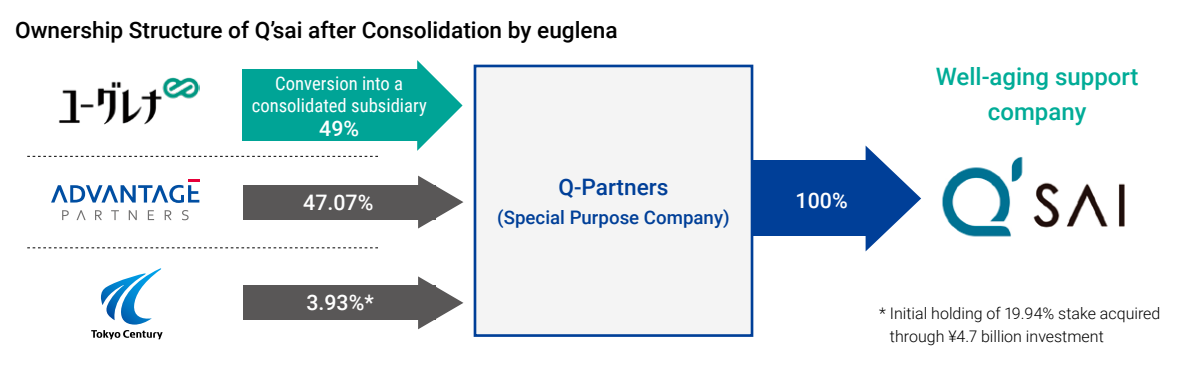 Ownership Structure of Q’sai after Consolidation by euglena
ユーグレナ
Conversion into a
consolidated subsidiary
49%
ADVANTAGE
PARTNERS
47.07%
Tokyo Century
3.93%*
Q-Partners
(Special Purpose Company)
100%
Well-aging support
company
Q'SAI
* Initial holding of 19.94% stake acquired
through ¥4.7 billion investment